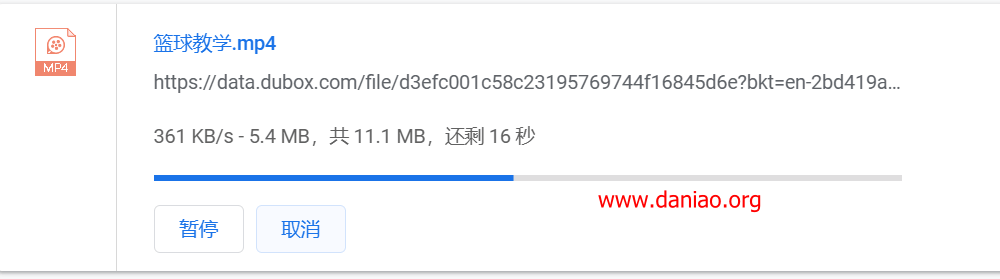 篮球教学.mp4
MP4
https://data.dubox.com/file/d3efc001c58c23195769744f16845d6e?bkt=en-2bd419a...
361 KB/s - 5.4 MB，共 11.1 MB，还剩 16 秒
www.daniao.org
暂停 取消